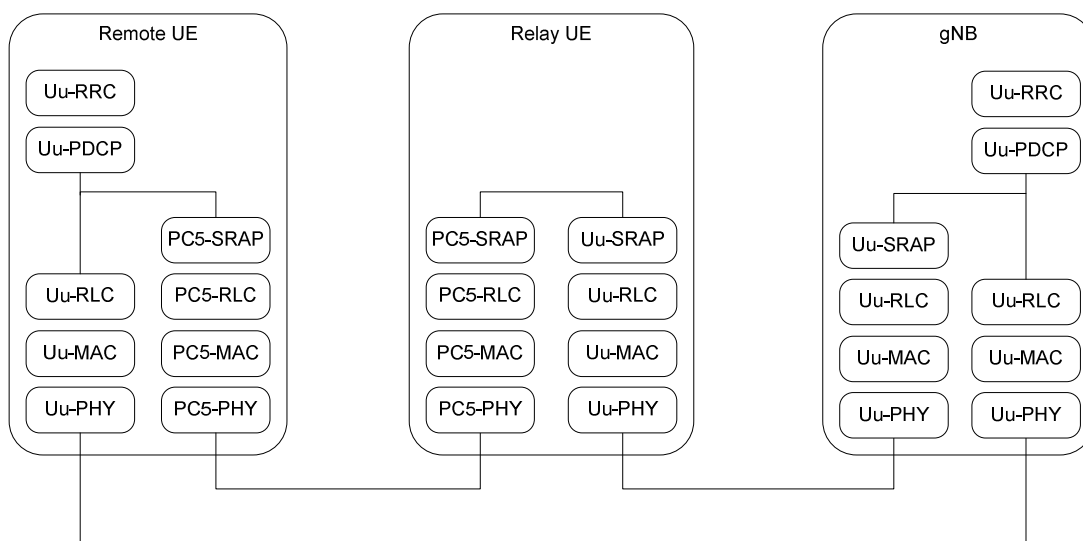 Remote UE
Uu-RRC
Uu-PDCP
PC5-SRAP
Uu-RLC
PC5-RLC
Uu-MAC
PC5-MAC
Uu-PHY
PC5-PHY
Relay UE
PC5-SRAP
Uu-SRAP
PC5-RLC
Uu-RLC
PC5-MAC
Uu-MAC
PC5-PHY
Uu-PHY
gNB
Uu-RRC
Uu-PDCP
Uu-SRAP
Uu-RLC
Uu-RLC
Uu-MAC
Uu-MAC
Uu-PHY
Uu-PHY